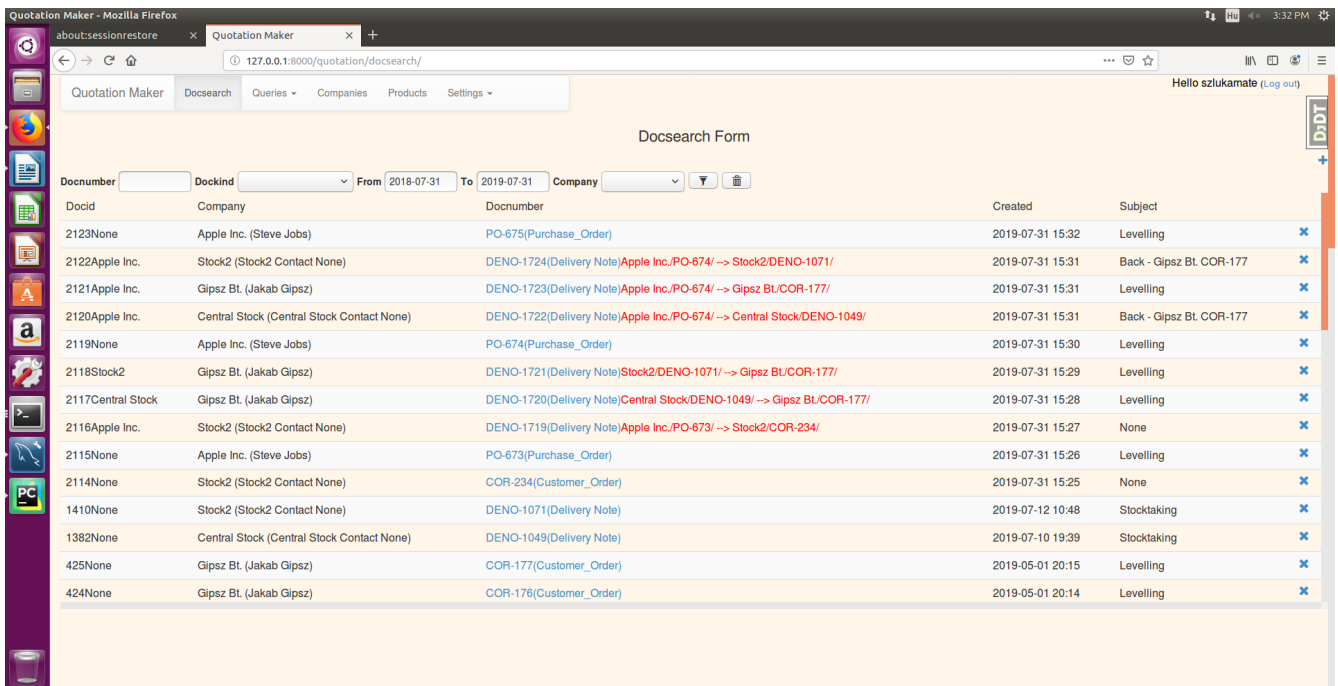 Quotation Maker - Mozilla Firefox Hu 3:32 PM
about:sessionrestore × Quotation Maker × +
127.0.0.1:8000/quotation/docsearch/
Quotation Maker Docsearch Queries Companies Products Settings Hello szlukamate (Log out)
DjDT
Docsearch Form
Docnumber Dockind From 2018-07-31 To 2019-07-31 Company
Docid Company Docnumber Created Subject
2123None Apple Inc. (Steve Jobs) PO-675(Purchase_Order) 2019-07-31 15:32 Levelling
2122Apple Inc. Stock2 (Stock2 Contact None) DENO-1724(Delivery Note)Apple Inc./PO-674/ --> Stock2/DENO-1071/ 2019-07-31 15:31 Back - Gipsz Bt. COR-177
2121Apple Inc. Gipsz Bt. (Jakab Gipsz) DENO-1723(Delivery Note)Apple Inc./PO-674/ --> Gipsz Bt./COR-177/ 2019-07-31 15:31 Levelling
2120Apple Inc. Central Stock (Central Stock Contact None) DENO-1722(Delivery Note)Apple Inc./PO-674/ --> Central Stock/DENO-1049/ 2019-07-31 15:31 Back - Gipsz Bt. COR-177
2119None Apple Inc. (Steve Jobs) PO-674(Purchase_Order) 2019-07-31 15:30 Levelling
2118Stock2 Gipsz Bt. (Jakab Gipsz) DENO-1721(Delivery Note)Stock2/DENO-1071/ --> Gipsz Bt./COR-177/ 2019-07-31 15:29 Levelling
2117Central Stock Gipsz Bt. (Jakab Gipsz) DENO-1720(Delivery Note)Central Stock/DENO-1049/ --> Gipsz Bt./COR-177/ 2019-07-31 15:28 Levelling
2116Apple Inc. Stock2 (Stock2 Contact None) DENO-1719(Delivery Note)Apple Inc./PO-673/ --> Stock2/COR-234/ 2019-07-31 15:27 None
2115None Apple Inc. (Steve Jobs) PO-673(Purchase_Order) 2019-07-31 15:26 Levelling
2114None Stock2 (Stock2 Contact None) COR-234(Customer_Order) 2019-07-31 15:25 None
1410None Stock2 (Stock2 Contact None) DENO-1071(Delivery Note) 2019-07-12 10:48 Stocktaking
1382None Central Stock (Central Stock Contact None) DENO-1049(Delivery Note) 2019-07-10 19:39 Stocktaking
425None Gipsz Bt. (Jakab Gipsz) COR-177(Customer_Order) 2019-05-01 20:15 Levelling
424None Gipsz Bt. (Jakab Gipsz) COR-176(Customer_Order) 2019-05-01 20:14 Levelling
PC